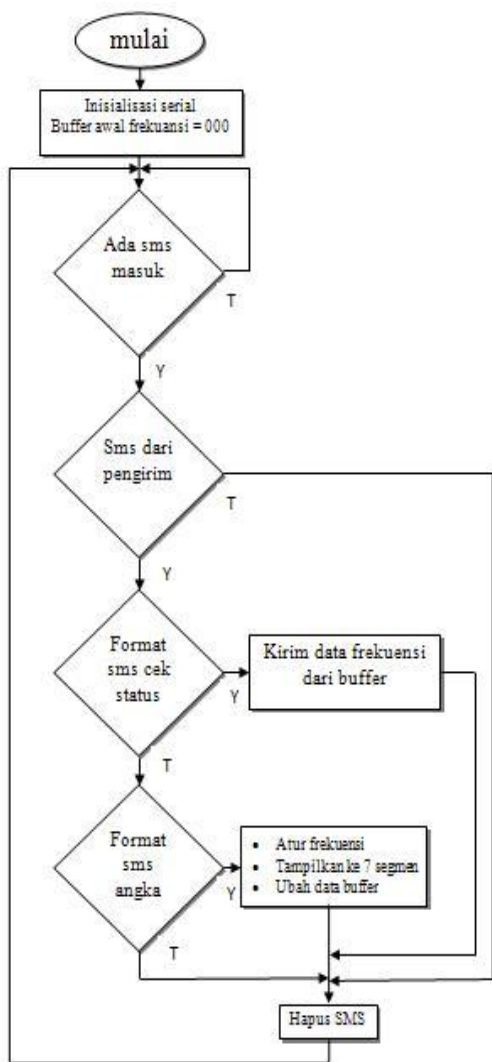 mulai
Inisialisasi serial
Buffer awal frekuansi = 000
Ada sms
masuk
T
Y
Sms dari
pengirim
T
Y
Format
sms cek
status
Y
Kirim data frekuensi
dari buffer
T
Format
sms
angka
Y
• Atur frekuensi
• Tampilkan ke 7 segmen
• Ubah data buffer
T
Hapus SMS